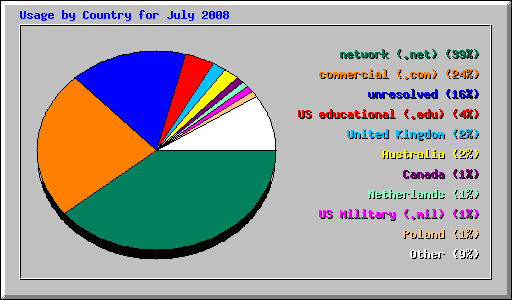 Usage by Country for July 2008
network (.net) (39%)
commercial (.com) (24%)
unresolved (16%)
US educational (.edu) (4%)
United Kingdom (2%)
Australia (2%)
Canada (1%)
Netherlands (1%)
US Military (.mil) (1%)
Poland (1%)
Other (9%)